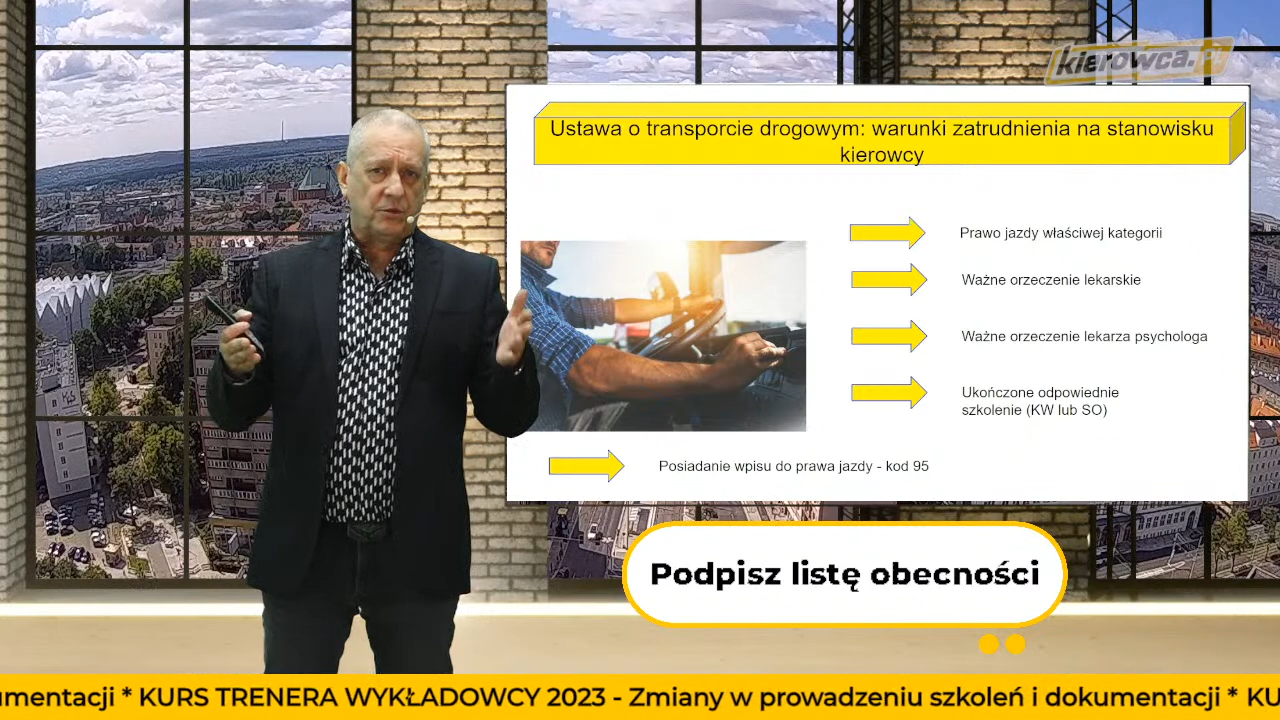 kierowca.pl
Ustawa o transporcie drogowym: warunki zatrudnienia na stanowisku
kierowcy
Prawo jazdy właściwej kategorii
Ważne orzeczenie lekarskie
Ważne orzeczenie lekarza psychologa
Ukończone odpowiednie
szkolenie (KW lub SO)
Posiadanie wpisu do prawa jazdy - kod 95
Podpisz listę obecności
umentacji * KURS TRENERA WYKŁADOWCY 2023 - Zmiany w prowadzeniu szkoleń i dokumentacji * KU